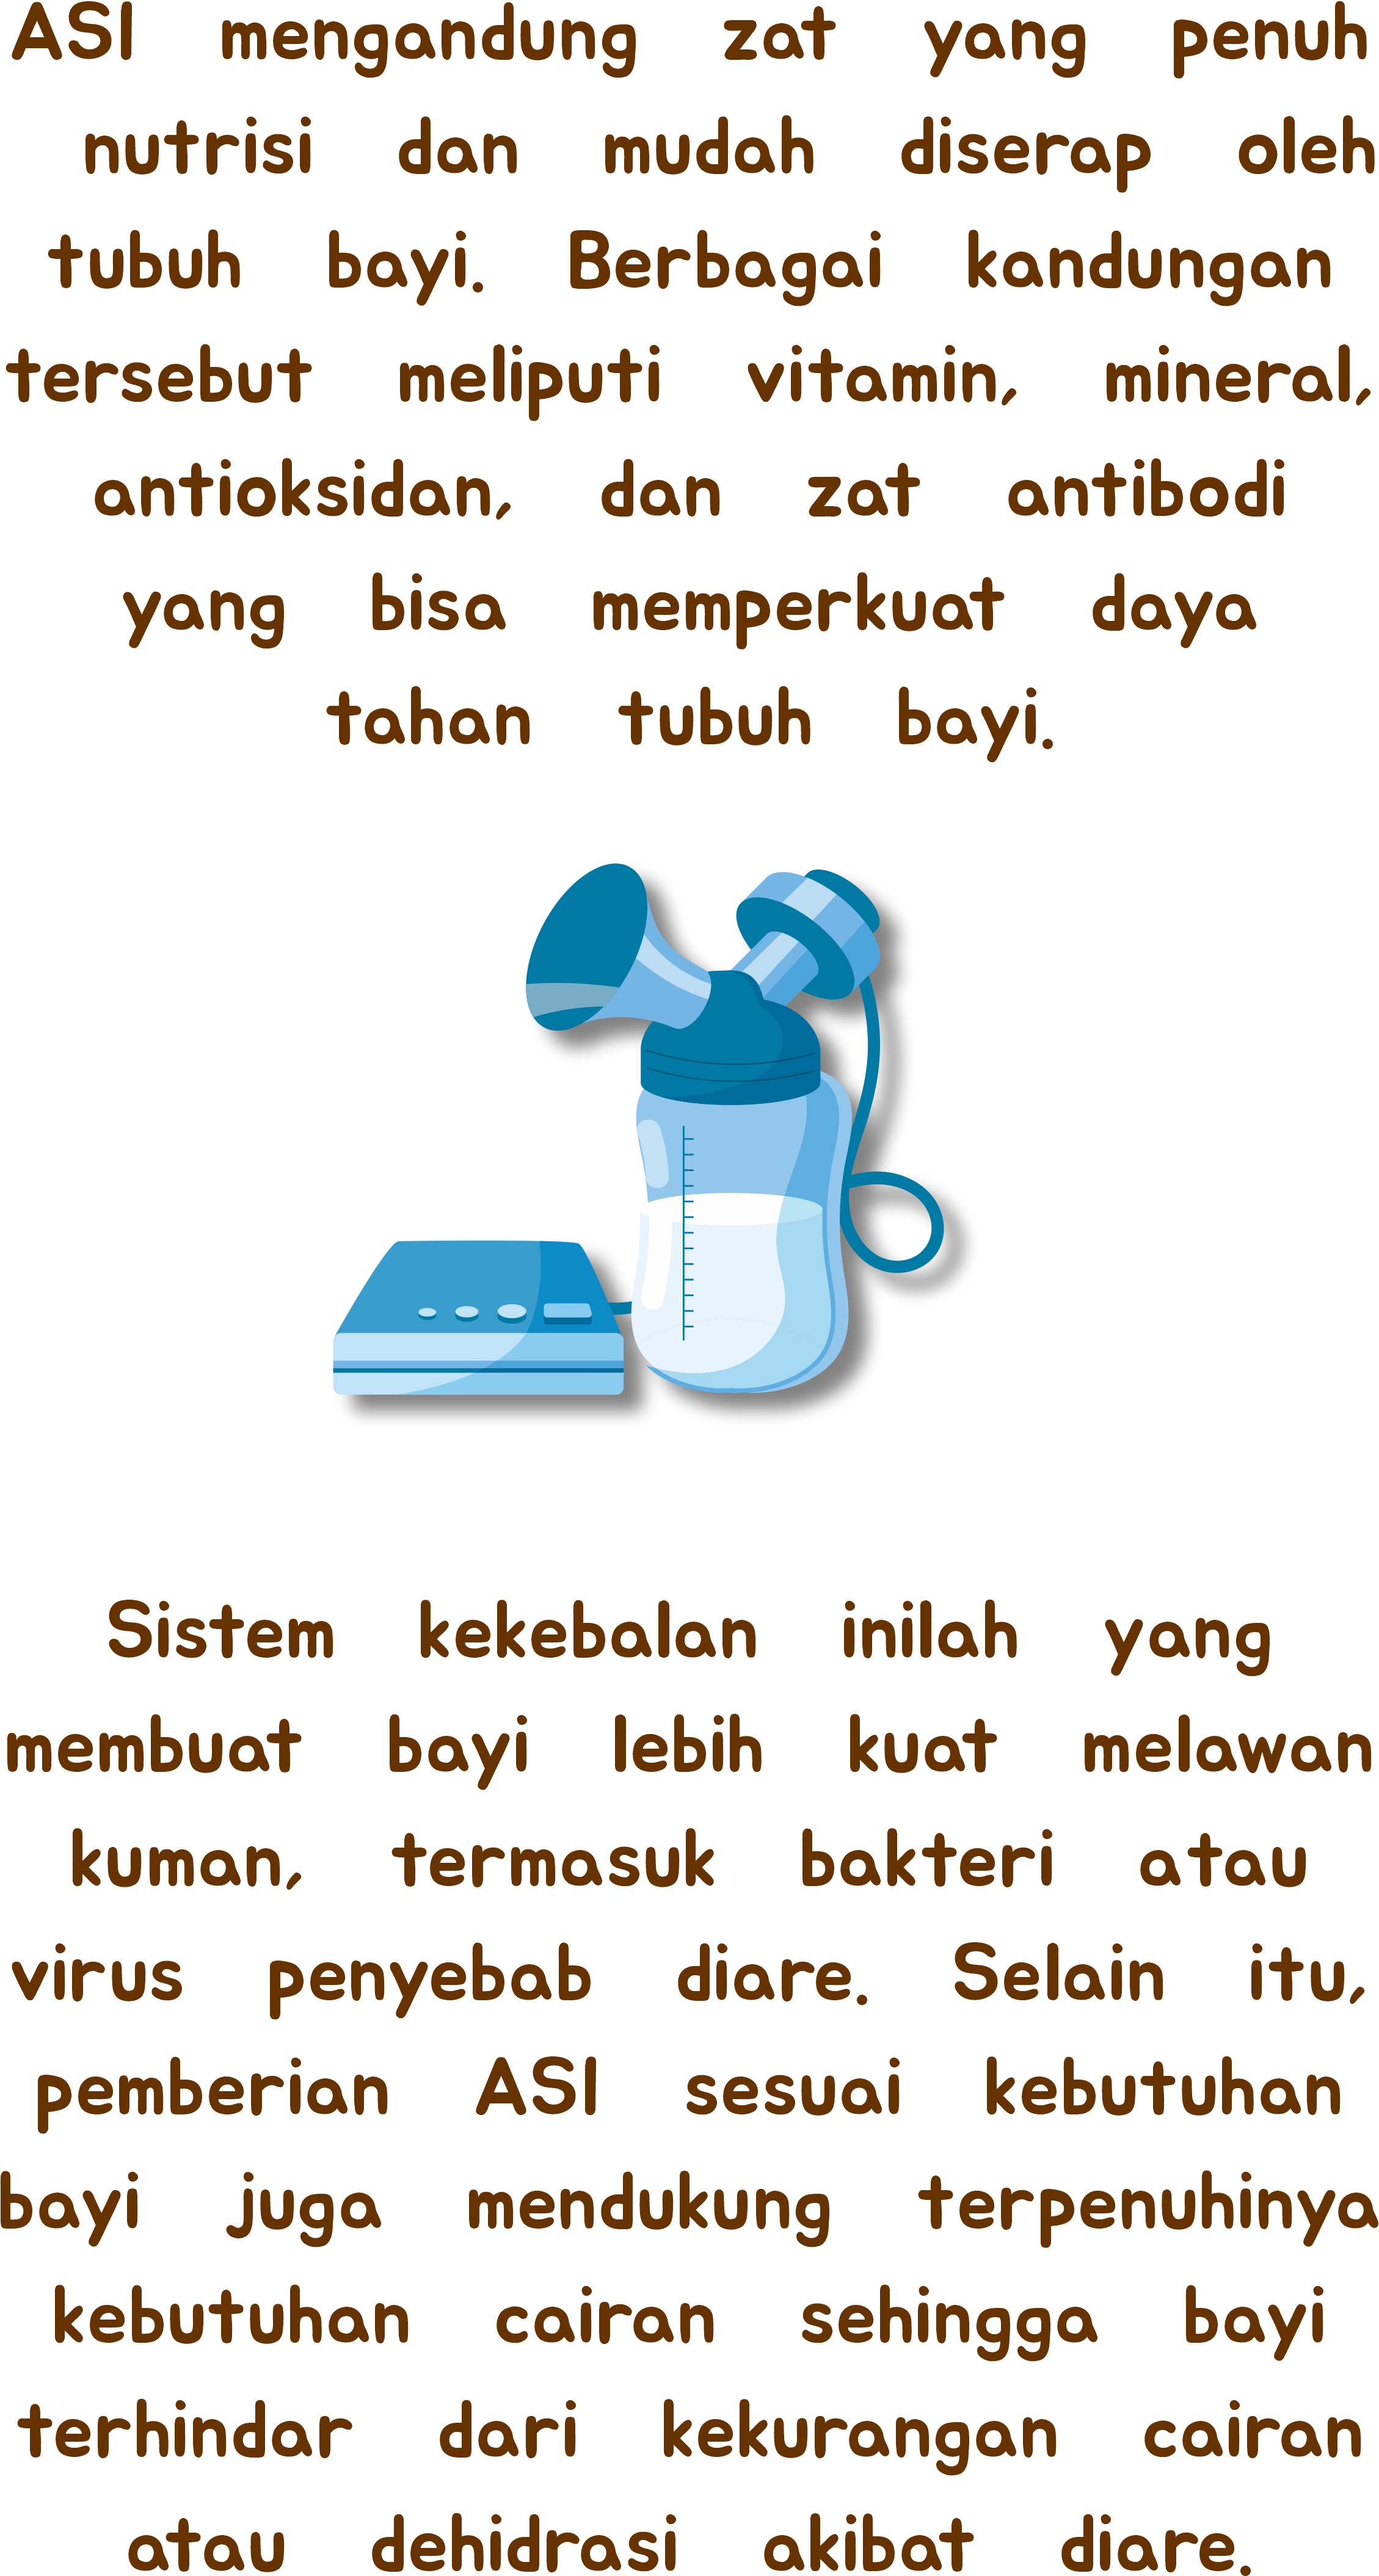 ASI mengandung zat yang penuh
nutrisi dan mudah diserap oleh
tubuh bayi. Berbagai kandungan
tersebut meliputi vitamin, mineral,
antioksidan, dan zat antibodi
yang bisa memperkuat daya
tahan tubuh bayi.
Sistem kekebalan inilah yang
membuat bayi lebih kuat melawan
kuman, termasuk bakteri atau
virus penyebab diare. Selain itu,
pemberian ASI sesuai kebutuhan
bayi juga mendukung terpenuhinya
kebutuhan cairan sehingga bayi
terhindar dari kekurangan cairan
atau dehidrasi akibat diare.